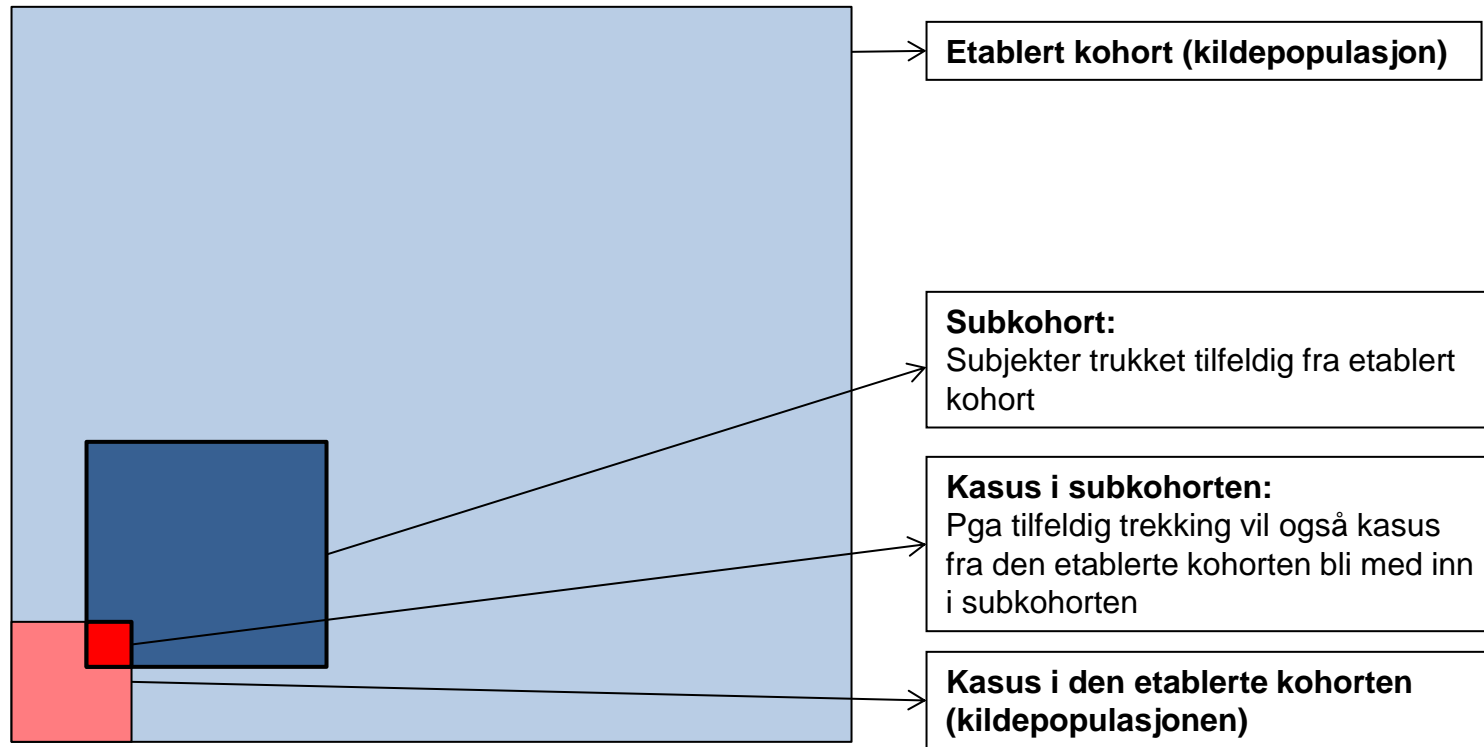 Etablert kohort (kildepopulasjon)
Subkohort:
Subjekter trukket tilfeldig fra etablert
kohort
Kasus i subkohorten:
Pga tilfeldig trekking vil også kasus
fra den etablerte kohorten bli med inn
i subkohorten
Kasus i den etablerte kohorten
(kildepopulasjonen)